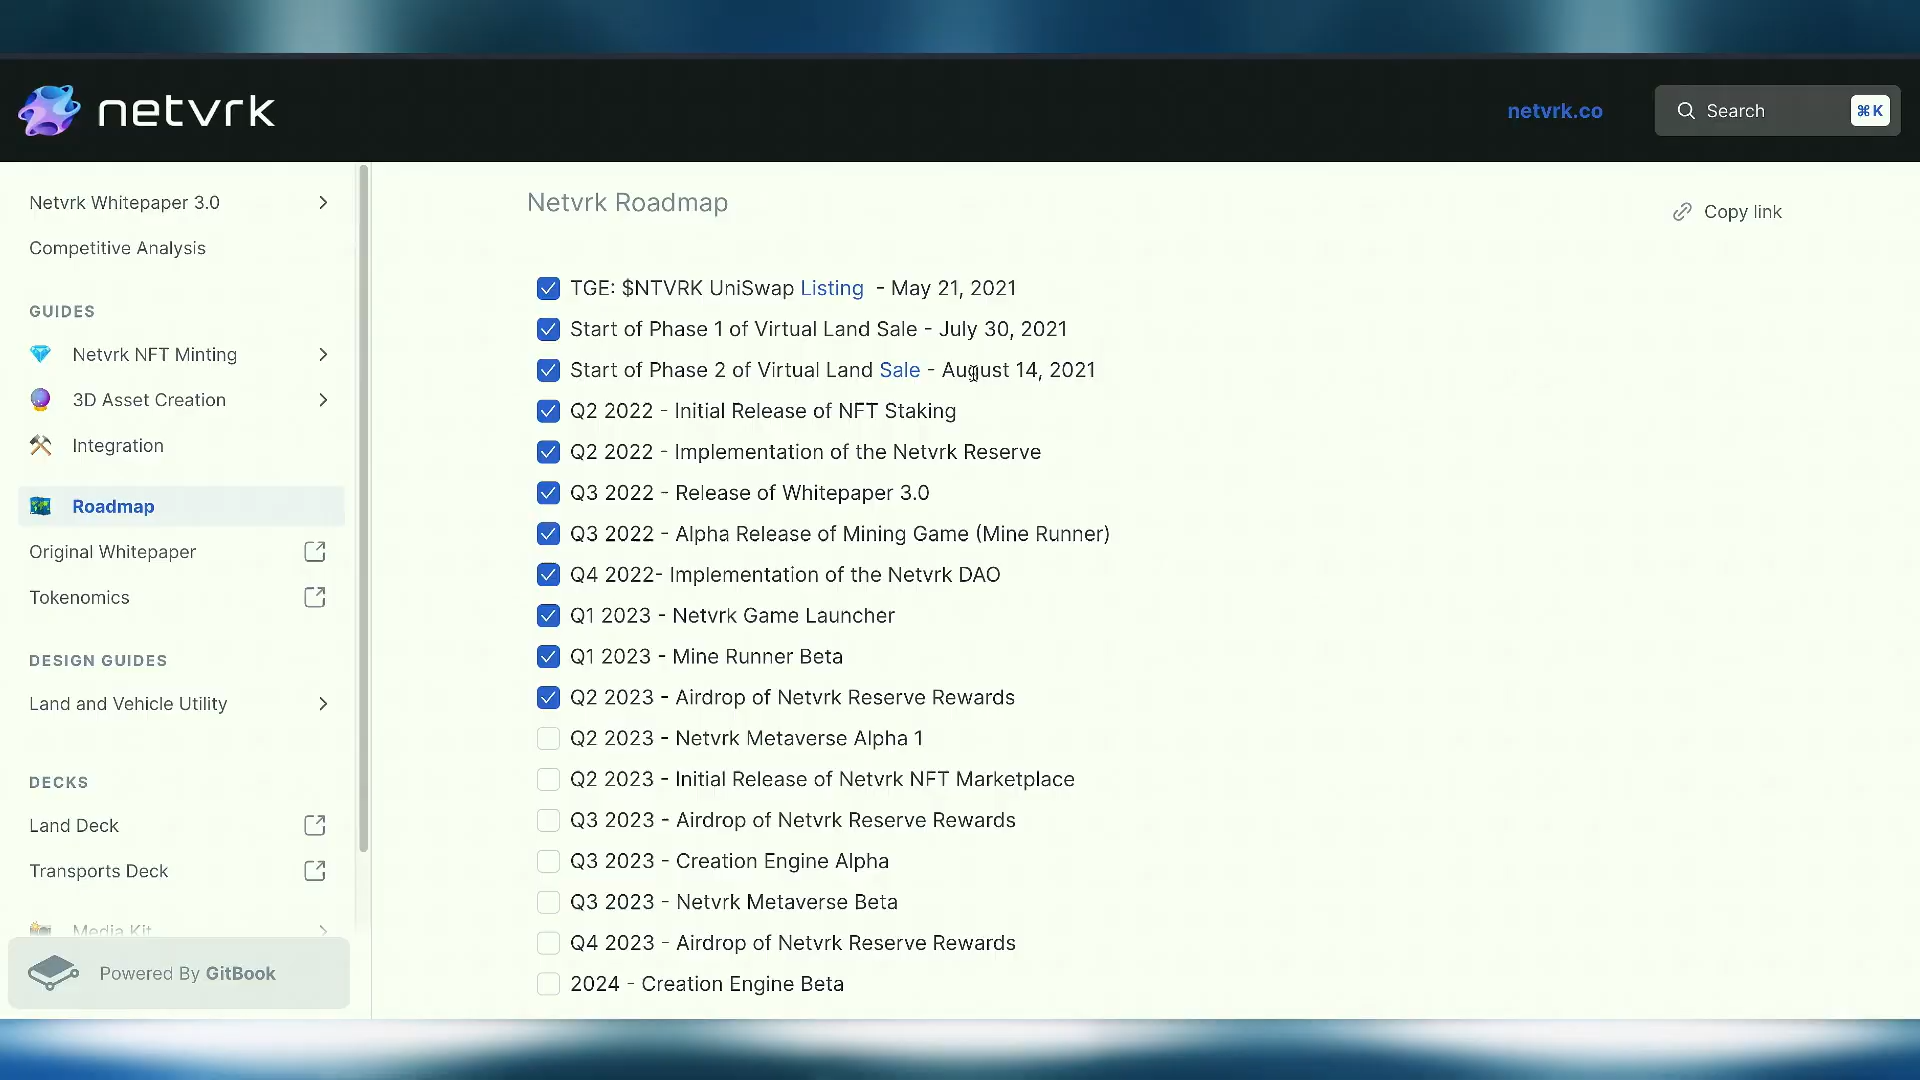 netvrk
netvrk.co
Search
⌘K
Netvrk Whitepaper 3.0
Competitive Analysis
GUIDES
Netvrk NFT Minting
3D Asset Creation
Integration
Roadmap
Original Whitepaper
Tokenomics
DESIGN GUIDES
Land and Vehicle Utility
DECKS
Land Deck
Transports Deck
Media Kit
Powered By GitBook
Netvrk Roadmap
Copy link
TGE: $NTVRK UniSwap Listing - May 21, 2021
Start of Phase 1 of Virtual Land Sale - July 30, 2021
Start of Phase 2 of Virtual Land Sale - August 14, 2021
Q2 2022 - Initial Release of NFT Staking
Q2 2022 - Implementation of the Netvrk Reserve
Q3 2022 - Release of Whitepaper 3.0
Q3 2022 - Alpha Release of Mining Game (Mine Runner)
Q4 2022- Implementation of the Netvrk DAO
Q1 2023 - Netvrk Game Launcher
Q1 2023 - Mine Runner Beta
Q2 2023 - Airdrop of Netvrk Reserve Rewards
Q2 2023 - Netvrk Metaverse Alpha 1
Q2 2023 - Initial Release of Netvrk NFT Marketplace
Q3 2023 - Airdrop of Netvrk Reserve Rewards
Q3 2023 - Creation Engine Alpha
Q3 2023 - Netvrk Metaverse Beta
Q4 2023 - Airdrop of Netvrk Reserve Rewards
2024 - Creation Engine Beta